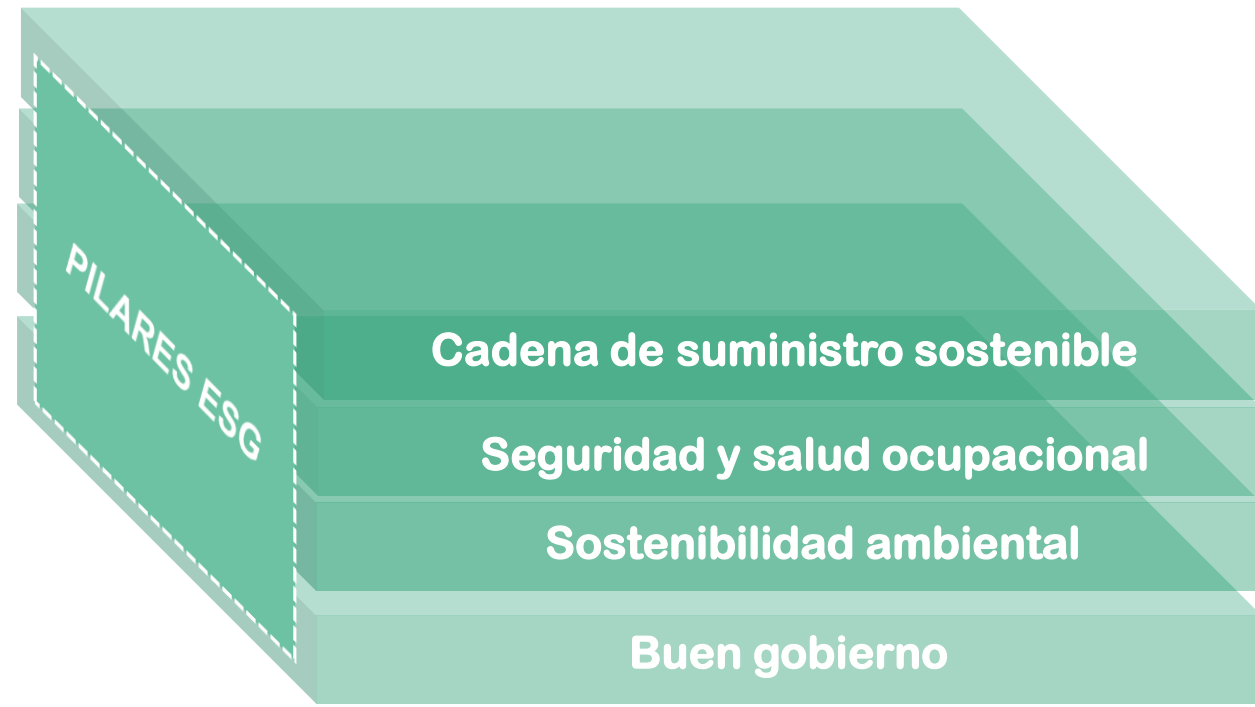 PILARES ESG
Cadena de suministro sostenible
Seguridad y salud ocupacional
Sostenibilidad ambiental
Buen gobierno